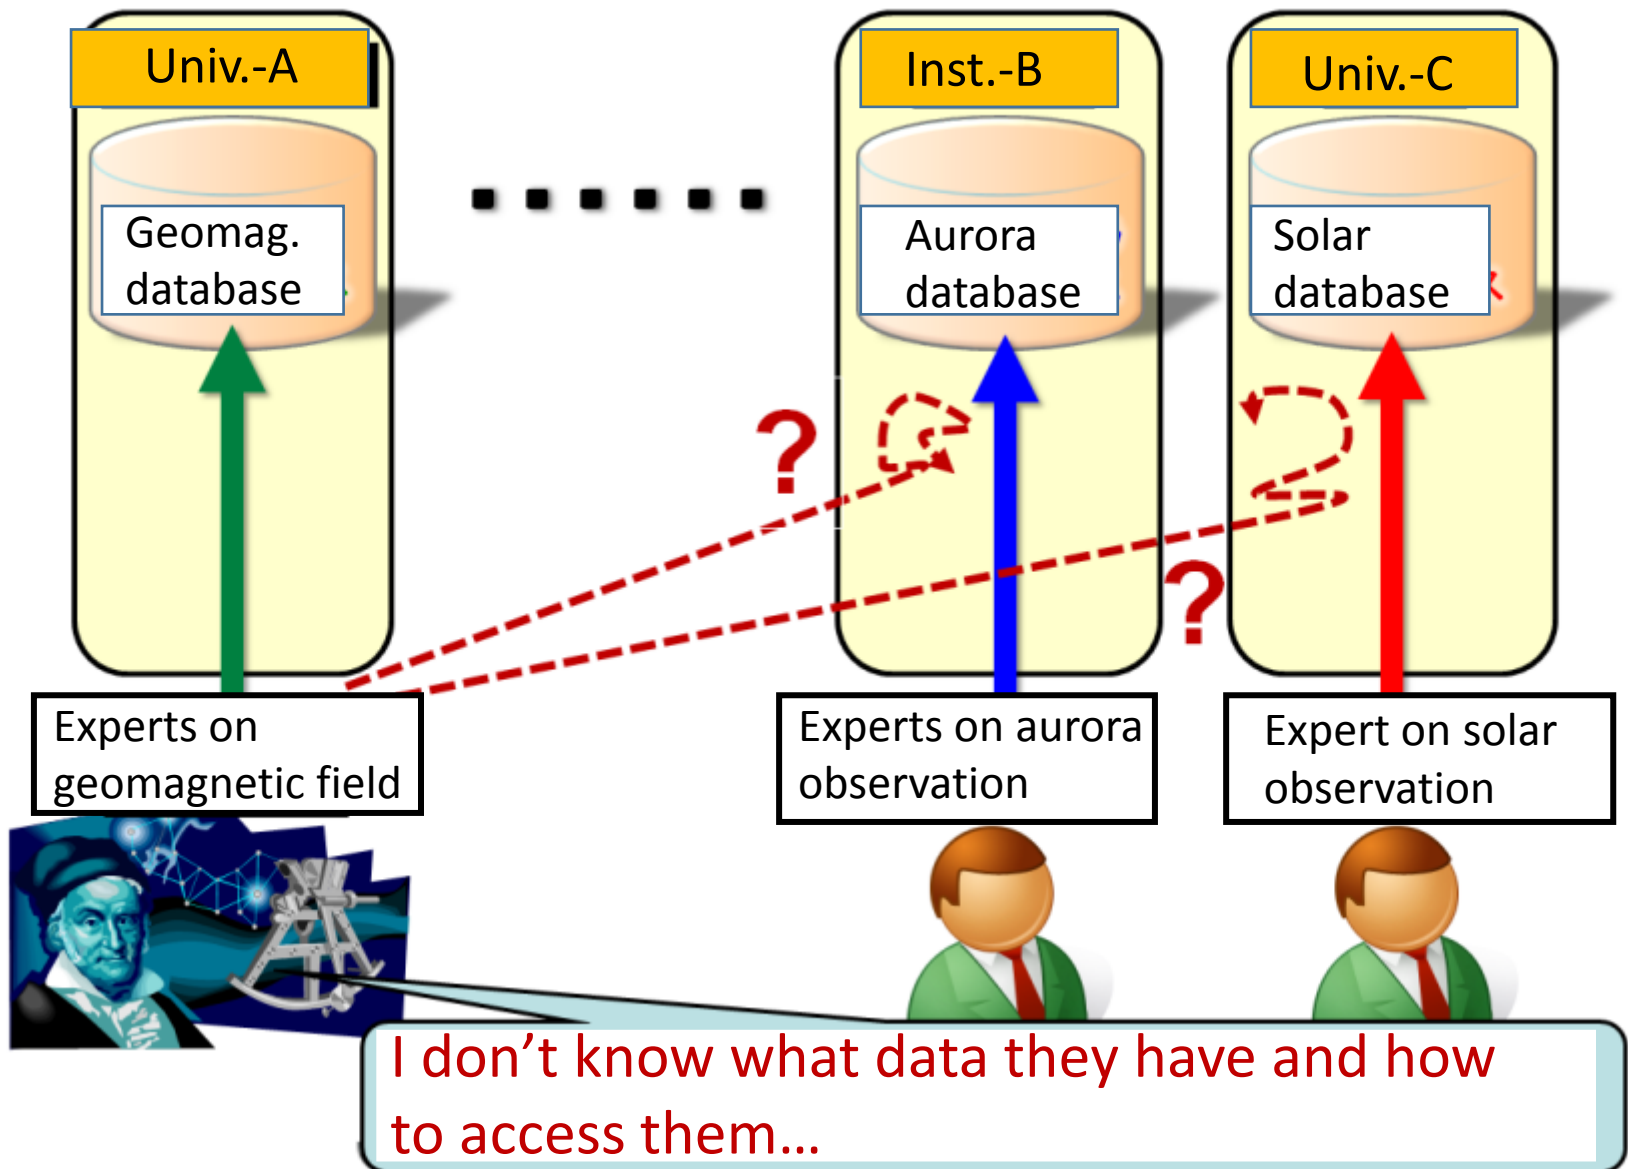 Univ.-A
Inst.-B
Univ.-C
Geomag.
database
Aurora
database
Solar
database
?
?
Experts on
geomagnetic field
Experts on aurora
observation
Expert on solar
observation
I don’t know what data they have and how
to access them...